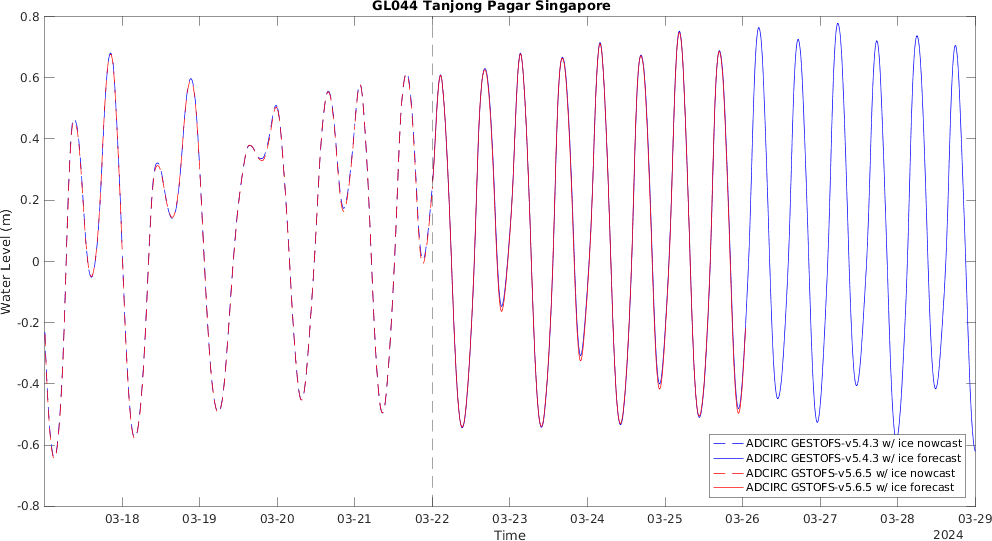 GL044 Tanjong Pagar Singapore
0.8
0.6
0.4
0.2
0
-0.2
-0.4
-0.6
-0.8
Water Level (m)
ADCIRC GESTOFS-v5.4.3 w/ ice nowcast
ADCIRC GESTOFS-v5.4.3 w/ ice forecast
ADCIRC GSTOFS-v5.6.5 w/ ice nowcast
ADCIRC GSTOFS-v5.6.5 w/ ice forecast
03-18 03-19 03-20 03-21 03-22 03-23 03-24 03-25 03-26 03-27 03-28 03-29
Time
2024